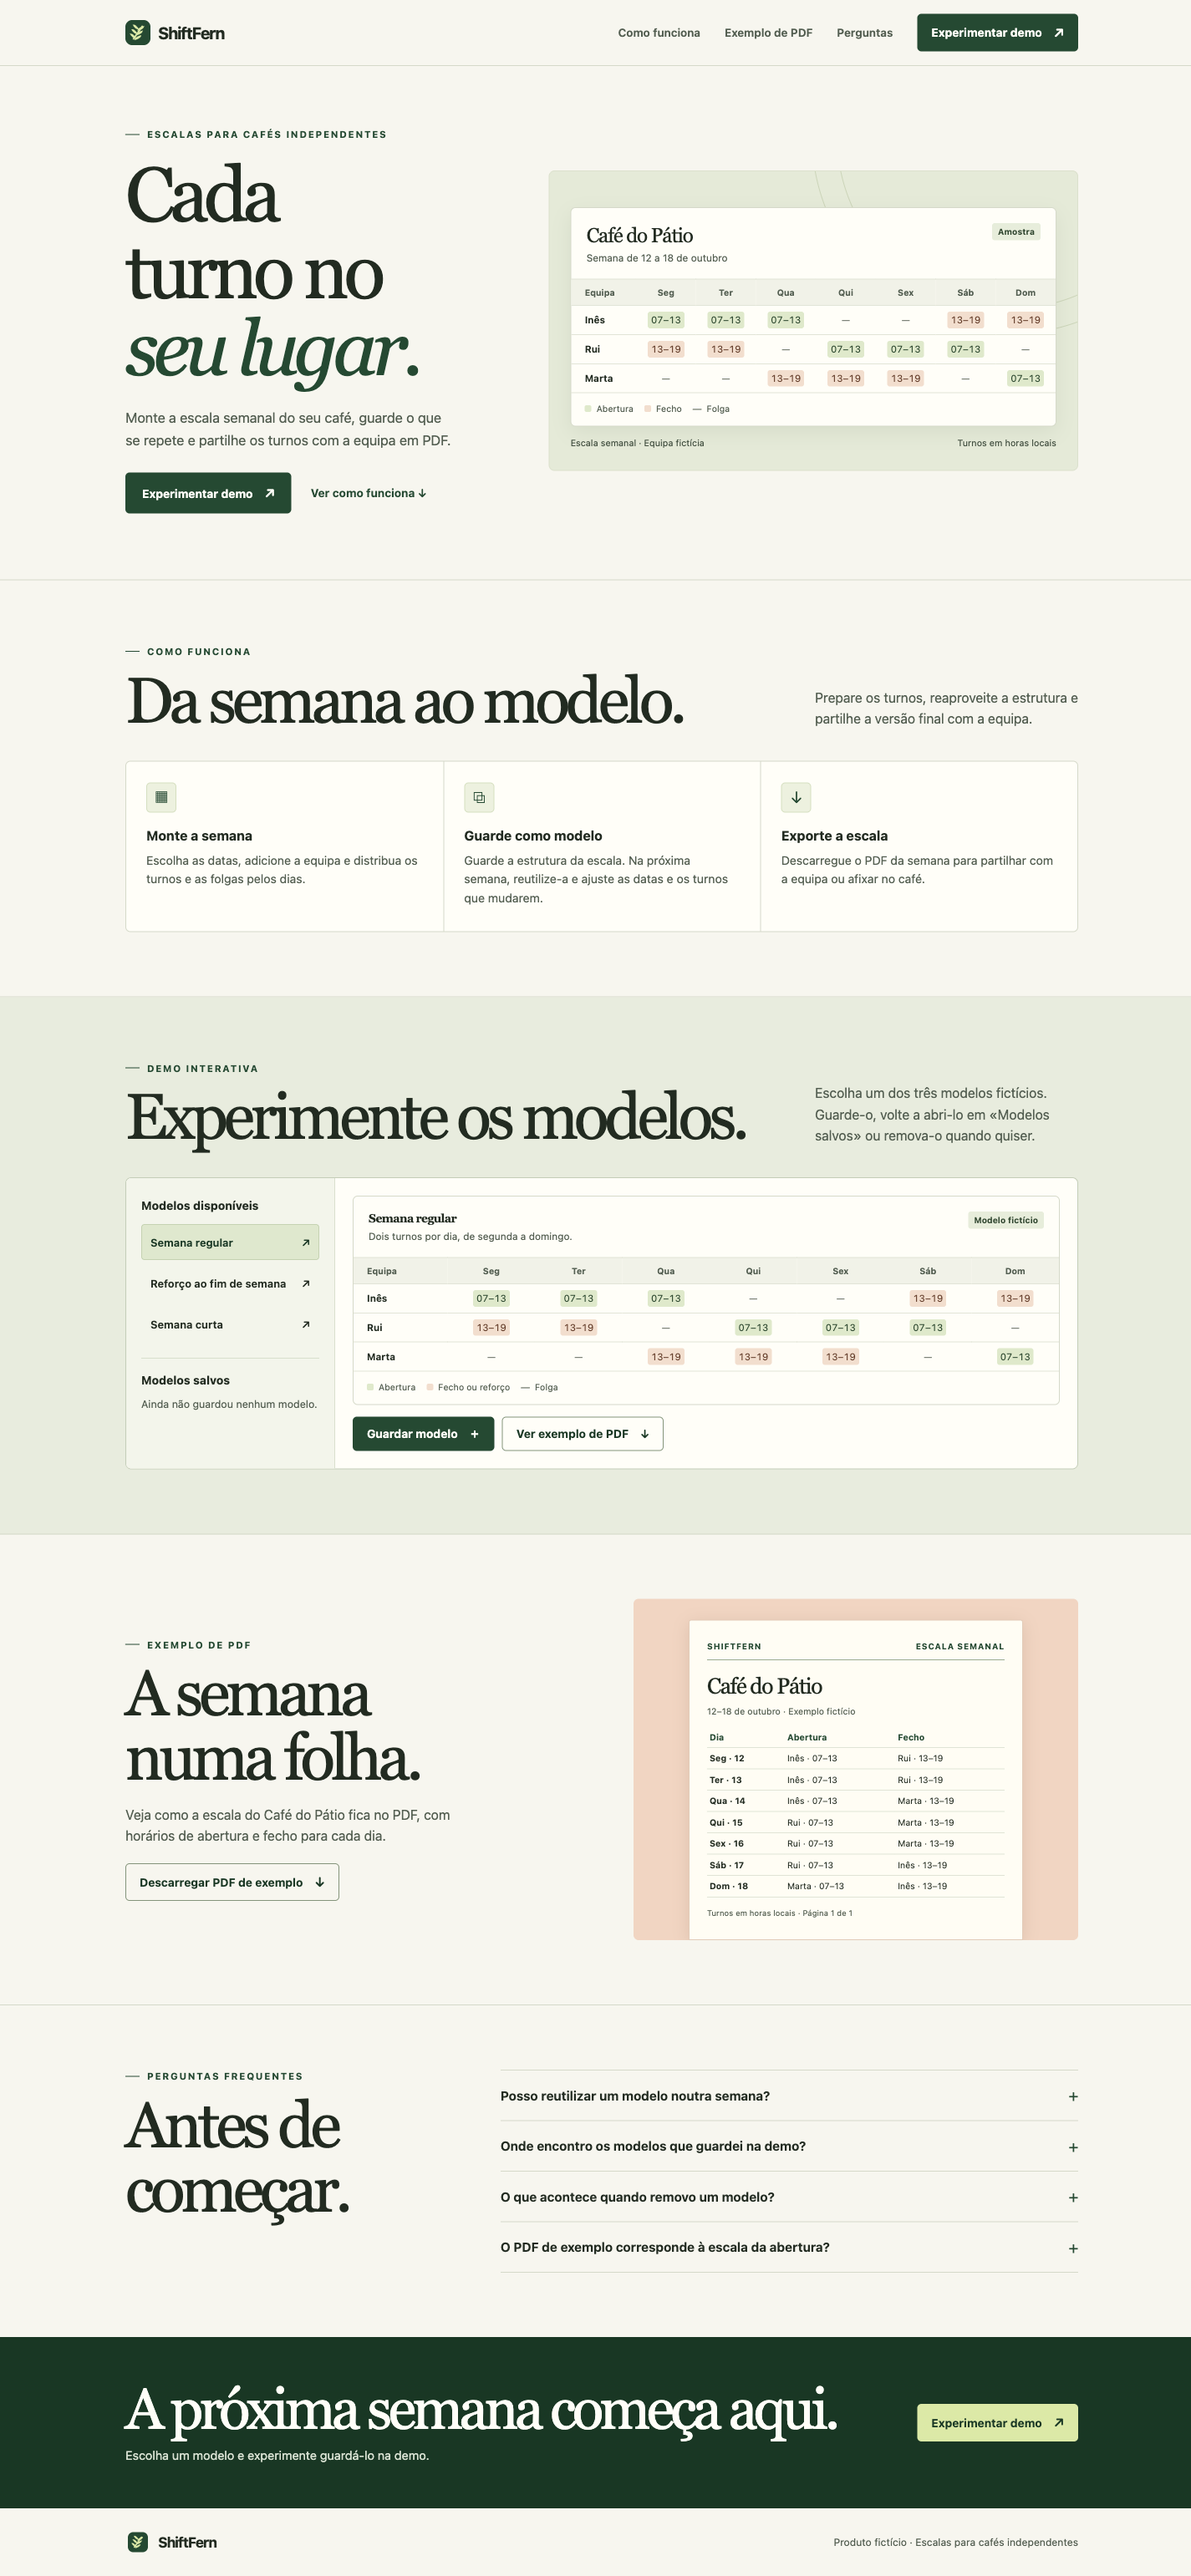 ShiftFern
Como funciona Exemplo de PDF Perguntas Experimentar demo ↗
— ESCALAS PARA CAFÉS INDEPENDENTES
Cada
turno no
seu lugar.
Monte a escala semanal do seu café, guarde o que
se repete e partilhe os turnos com a equipa em PDF.
Experimentar demo ↗ Ver como funciona ↓
Café do Pátio Amostra
Semana de 12 a 18 de outubro
Equipa Seg Ter Qua Qui Sex Sáb Dom
Inês 07–13 07–13 07–13 — — 13–19 13–19
Rui 13–19 13–19 — 07–13 07–13 07–13 —
Marta — — 13–19 13–19 13–19 — 07–13
Abertura Fecho — Folga
Escala semanal · Equipa fictícia Turnos em horas locais
— COMO FUNCIONA
Da semana ao modelo.
Prepare os turnos, reaproveite a estrutura e
partilhe a versão final com a equipa.
Monte a semana
Escolha as datas, adicione a equipa e distribua os
turnos e as folgas pelos dias.
Guarde como modelo
Guarde a estrutura da escala. Na próxima
semana, reutilize-a e ajuste as datas e os turnos
que mudarem.
↓
Exporte a escala
Descarregue o PDF da semana para partilhar com
a equipa ou afixar no café.
— DEMO INTERATIVA
Experimente os modelos.
Escolha um dos três modelos fictícios.
Guarde-o, volte a abri-lo em «Modelos
salvos» ou remova-o quando quiser.
Modelos disponíveis
Semana regular ↗
Reforço ao fim de semana ↗
Semana curta ↗
Modelos salvos
Ainda não guardou nenhum modelo.
Semana regular Modelo fictício
Dois turnos por dia, de segunda a domingo.
Equipa Seg Ter Qua Qui Sex Sáb Dom
Inês 07–13 07–13 07–13 — — 13–19 13–19
Rui 13–19 13–19 — 07–13 07–13 07–13 —
Marta — — 13–19 13–19 13–19 — 07–13
Abertura Fecho ou reforço — Folga
Guardar modelo + Ver exemplo de PDF ↓
— EXEMPLO DE PDF
A semana
numa folha.
Veja como a escala do Café do Pátio fica no PDF, com
horários de abertura e fecho para cada dia.
Descarregar PDF de exemplo ↓
SHIFTFERN ESCALA SEMANAL
Café do Pátio
12–18 de outubro · Exemplo fictício
Dia Abertura Fecho
Seg · 12 Inês · 07–13 Rui · 13–19
Ter · 13 Inês · 07–13 Rui · 13–19
Qua · 14 Inês · 07–13 Marta · 13–19
Qui · 15 Rui · 07–13 Marta · 13–19
Sex · 16 Rui · 07–13 Marta · 13–19
Sáb · 17 Rui · 07–13 Inês · 13–19
Dom · 18 Marta · 07–13 Inês · 13–19
Turnos em horas locais · Página 1 de 1
— PERGUNTAS FREQUENTES
Antes de
começar.
Posso reutilizar um modelo noutra semana? +
Onde encontro os modelos que guardei na demo? +
O que acontece quando removo um modelo? +
O PDF de exemplo corresponde à escala da abertura? +
A próxima semana começa aqui.
Escolha um modelo e experimente guardá-lo na demo.
Experimentar demo ↗
ShiftFern
Produto fictício · Escalas para cafés independentes